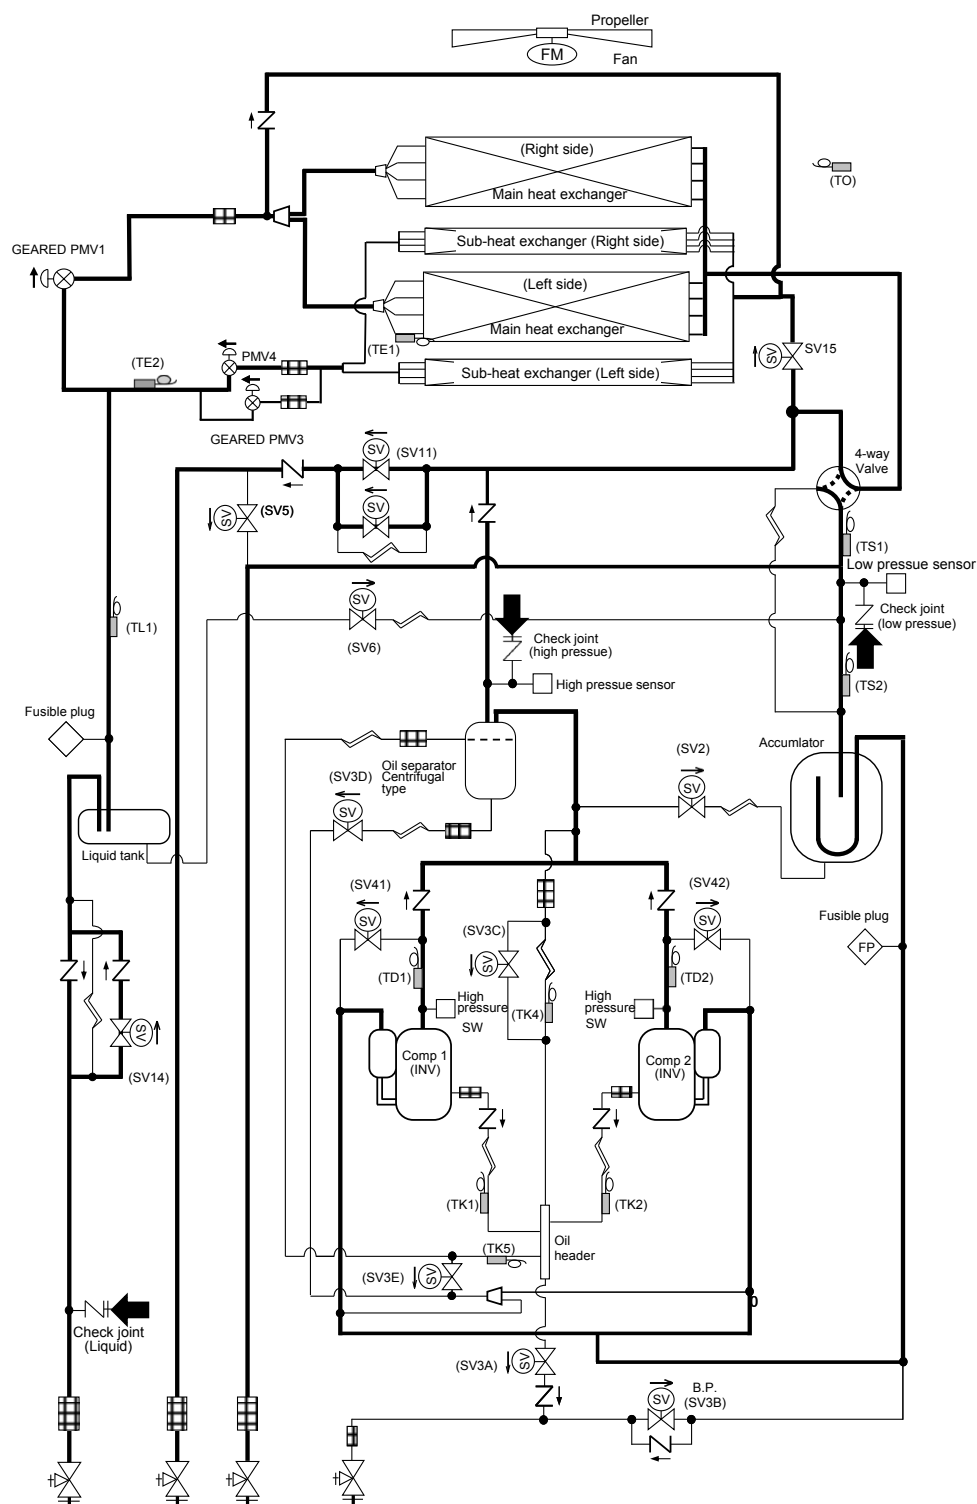 Propeller
FM
Fan
(Right side)
Main heat exchanger
(TO)
Sub-heat exchanger (Right side)
GEARED PMV1
(Left side)
Main heat exchanger
(TE1)
SV
SV15
(TE2)
PMV4
Sub-heat exchanger (Left side)
GEARED PMV3
SV
(SV11)
4-way
Valve
SV
(SV5)
SV
(TS1)
Low pressue sensor
SV
(TL1)
(SV6)
Check joint
(high pressue)
Check joint
(low pressue)
High pressue sensor
(TS2)
Fusible plug
Oil separator
Centrifugal
type
(SV3D)
SV
(SV2)
SV
Accumlator
Liquid tank
(SV41)
SV
(SV42)
SV
(SV3C)
SV
Fusible plug
FP
(TD1)
(TD2)
(TK4)
High
pressure
SW
High
pressure
SW
SV
(SV14)
Comp 1
(INV)
Comp 2
(INV)
(TK1)
(TK2)
Oil
header
(TK5)
(SV3E)
SV
Check joint
(Liquid)
(SV3A)
SV
B.P.
(SV3B)
SV